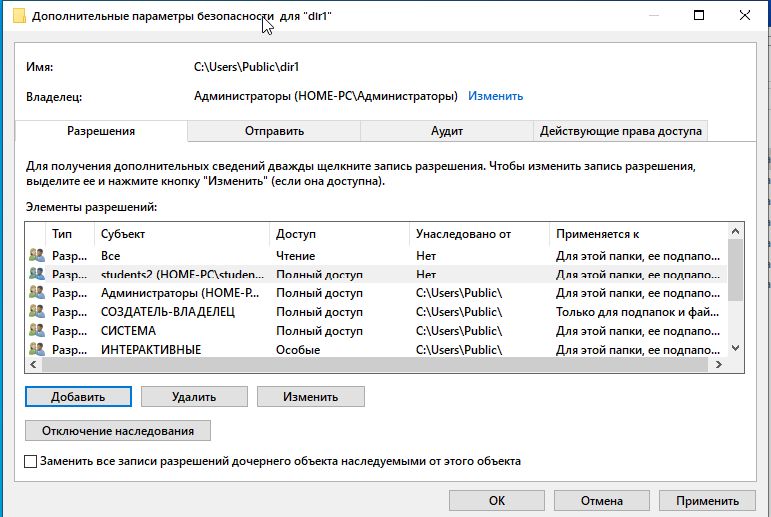 Дополнительные параметры безопасности для "dir1"
Имя: C:\Users\Public\dir1
Владелец: Администраторы (HOME-PC\Администраторы) Изменить
Разрешения Отправить Аудит Действующие права доступа
Для получения дополнительных сведений дважды щелкните запись разрешения. Чтобы изменить запись разрешения,
выделите ее и нажмите кнопку "Изменить" (если она доступна).
Элементы разрешений:
Тип Субъект Доступ Унаследовано от Применяется к
Разр... Все Чтение Нет Для этой папки, ее подпапо...
Разр... students2 (HOME-PC\studen... Полный доступ Нет Для этой папки, ее подпапо...
Разр... Администраторы (HOME-P... Полный доступ C:\Users\Public\ Для этой папки, ее подпапо...
Разр... СОЗДАТЕЛЬ-ВЛАДЕЛЕЦ Полный доступ C:\Users\Public\ Только для подпапок и фай...
Разр... СИСТЕМА Полный доступ C:\Users\Public\ Для этой папки, ее подпапо...
Разр... ИНТЕРАКТИВНЫЕ Особые C:\Users\Public\ Для этой папки, ее подпапо...
Добавить Удалить Изменить
Отключение наследования
Заменить все записи разрешений дочернего объекта наследуемыми от этого объекта
ОК Отмена Применить